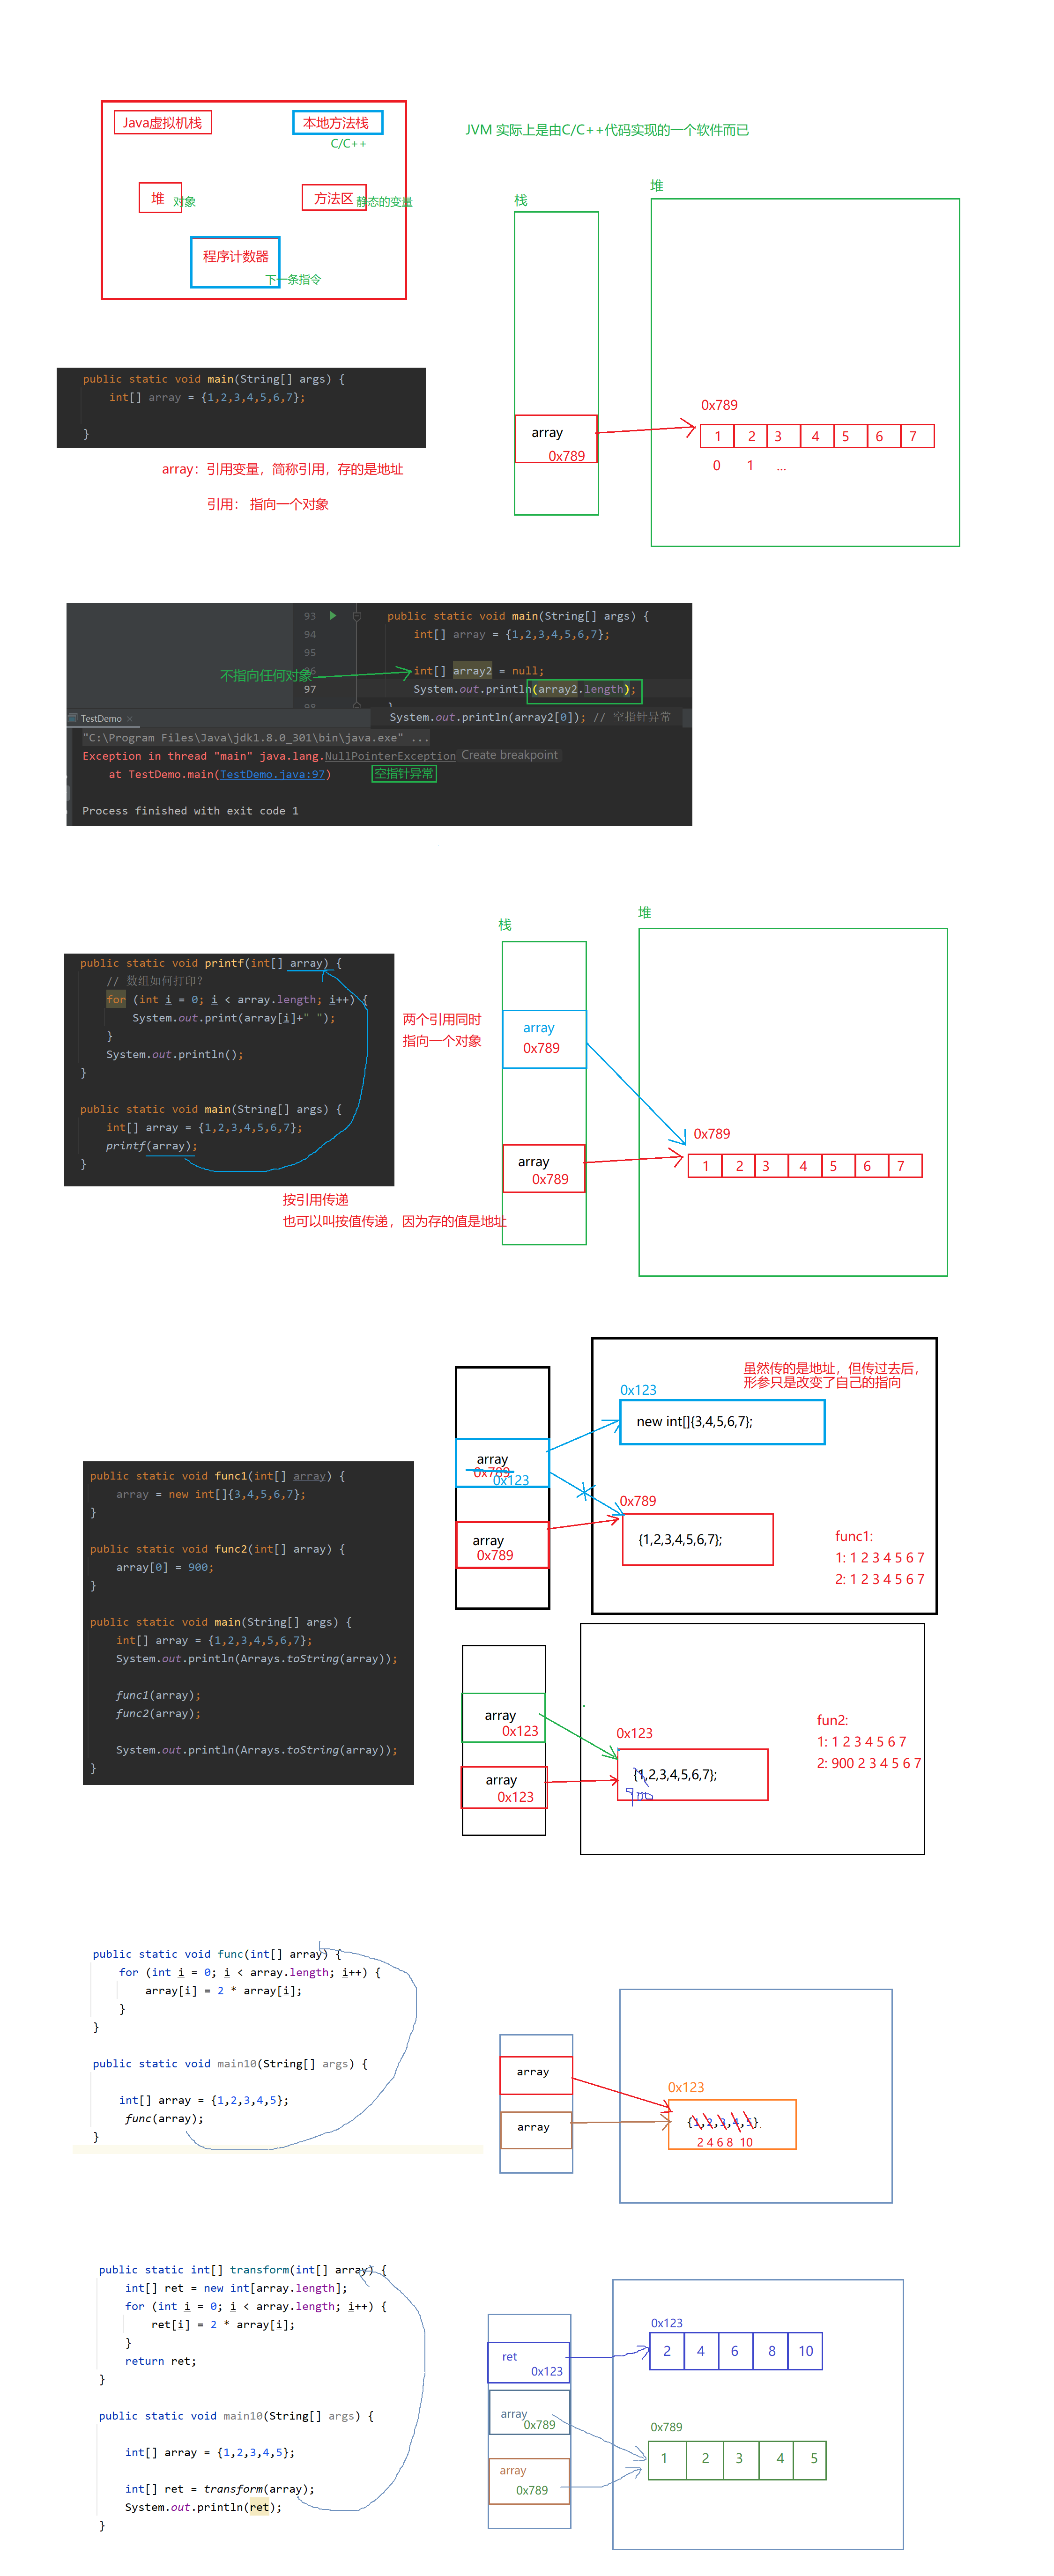 Java虚拟机栈
本地方法栈
C/C++
堆
对象
方法区
静态的变量
程序计数器
下一条指令
JVM 实际上是由C/C++代码实现的一个软件而已
栈
堆
array
0x789
0x789
1 2 3 4 5 6 7
0 1 ...
public static void main(String[] args) {
int[] array = {1,2,3,4,5,6,7};
}
array：引用变量，简称引用，存的是地址
引用： 指向一个对象
93 public static void main(String[] args) {
94 int[] array = {1,2,3,4,5,6,7};
95
96 int[] array2 = null;
不指向任何对象
97 System.out.println(array2.length);
98 }
System.out.println(array2[0]); // 空指针异常
TestDemo ×
"C:\Program Files\Java\jdk1.8.0_301\bin\java.exe" ...
Exception in thread "main" java.lang.NullPointerException Create breakpoint
at TestDemo.main(TestDemo.java:97)
空指针异常
Process finished with exit code 1
public static void printf(int[] array) {
// 数组如何打印?
for (int i = 0; i < array.length; i++) {
System.out.print(array[i]+" ");
}
System.out.println();
}
public static void main(String[] args) {
int[] array = {1,2,3,4,5,6,7};
printf(array);
}
两个引用同时
指向一个对象
按引用传递
也可以叫按值传递，因为存的值是地址
栈
堆
array
0x789
array
0x789
0x789
1 2 3 4 5 6 7
public static void func1(int[] array) {
array = new int[]{3,4,5,6,7};
}
public static void func2(int[] array) {
array[0] = 900;
}
public static void main(String[] args) {
int[] array = {1,2,3,4,5,6,7};
System.out.println(Arrays.toString(array));
func1(array);
func2(array);
System.out.println(Arrays.toString(array));
}
虽然传的是地址，但传过去后，
形参只是改变了自己的指向
0x123
new int[]{3,4,5,6,7};
array
0x789
0x123
0x789
{1,2,3,4,5,6,7};
array
0x789
func1:
1: 1 2 3 4 5 6 7
2: 1 2 3 4 5 6 7
array
0x123
0x123
{1,2,3,4,5,6,7};
900
array
0x123
fun2:
1: 1 2 3 4 5 6 7
2: 900 2 3 4 5 6 7
public static void func(int[] array) {
for (int i = 0; i < array.length; i++) {
array[i] = 2 * array[i];
}
}
public static void main10(String[] args) {
int[] array = {1,2,3,4,5};
func(array);
}
array
array
0x123
{1,2,3,4,5}
2 4 6 8 10
public static int[] transform(int[] array) {
int[] ret = new int[array.length];
for (int i = 0; i < array.length; i++) {
ret[i] = 2 * array[i];
}
return ret;
}
public static void main10(String[] args) {
int[] array = {1,2,3,4,5};
int[] ret = transform(array);
System.out.println(ret);
}
ret
0x123
array
0x789
array
0x789
0x123
2 4 6 8 10
0x789
1 2 3 4 5